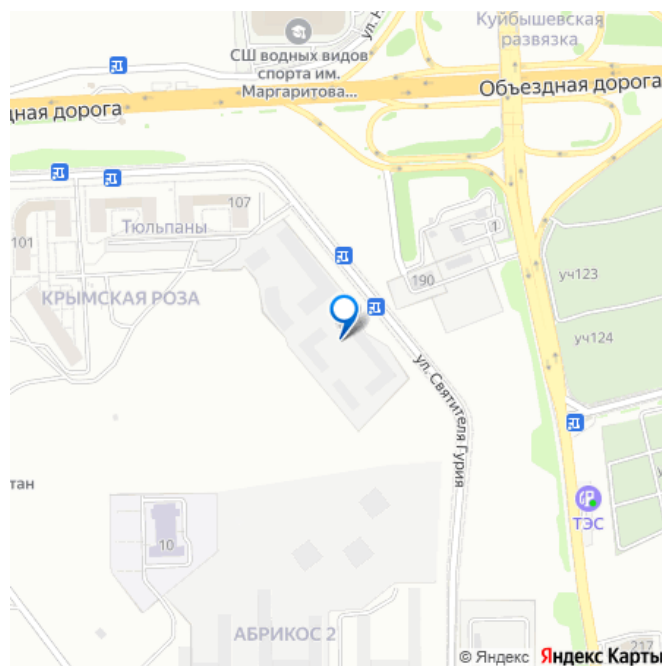 ул. Н
Куйбышевская
развязка
СШ водных видов
спорта им.
Маргаритова...
дная дорога
Объездная дорога
107
Тюльпаны
101
1
190
уч123
КРЫМСКАЯ РОЗА
уч124
ул. Святителя Гурия
тан
ТЭС
10
АБРИКОС 2
217
© Яндекс Яндекс Карты